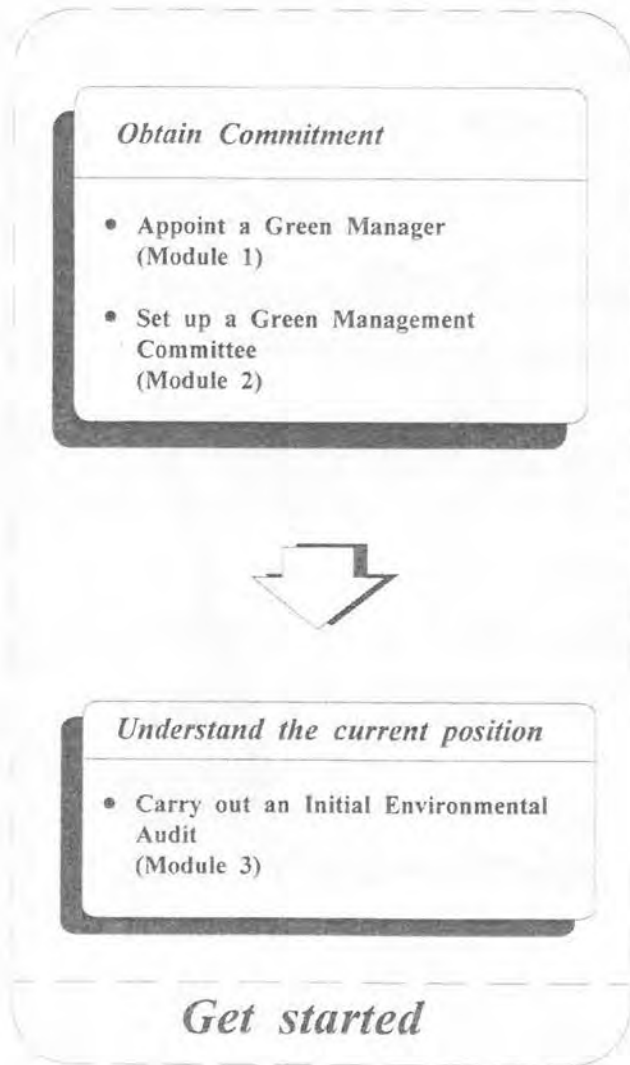 Obtain Commitment
• Appoint a Green Manager
(Module 1)
• Set up a Green Management
Committee
(Module 2)
Understand the current position
• Carry out an Initial Environmental
Audit
(Module 3)
Get started